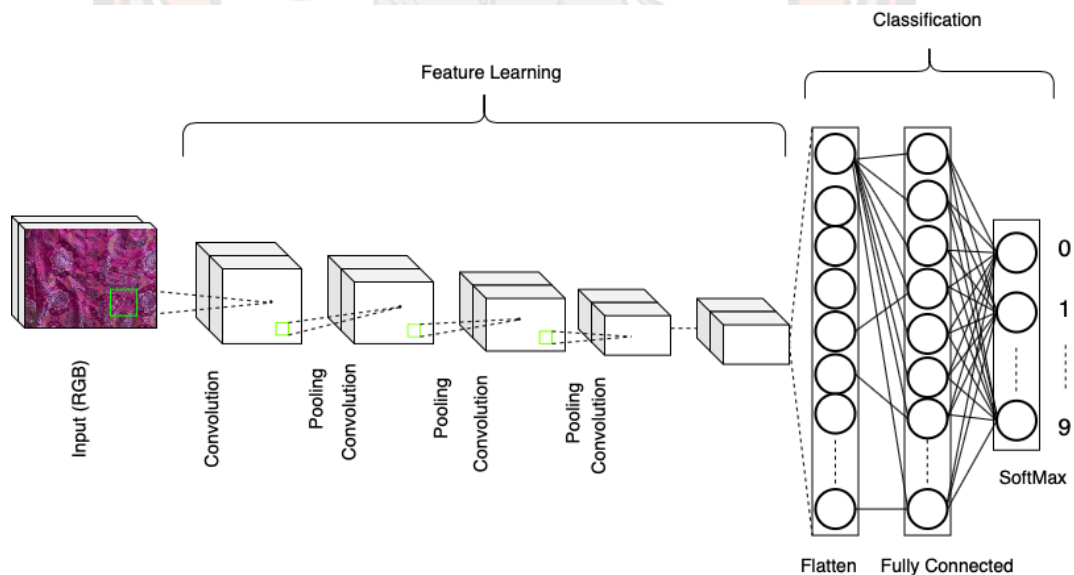 Classification
Feature Learning
0
1
9
Input (RGB)
Convolution
Pooling
Convolution
Pooling
Convolution
Pooling
Convolution
SoftMax
Flatten
Fully Connected